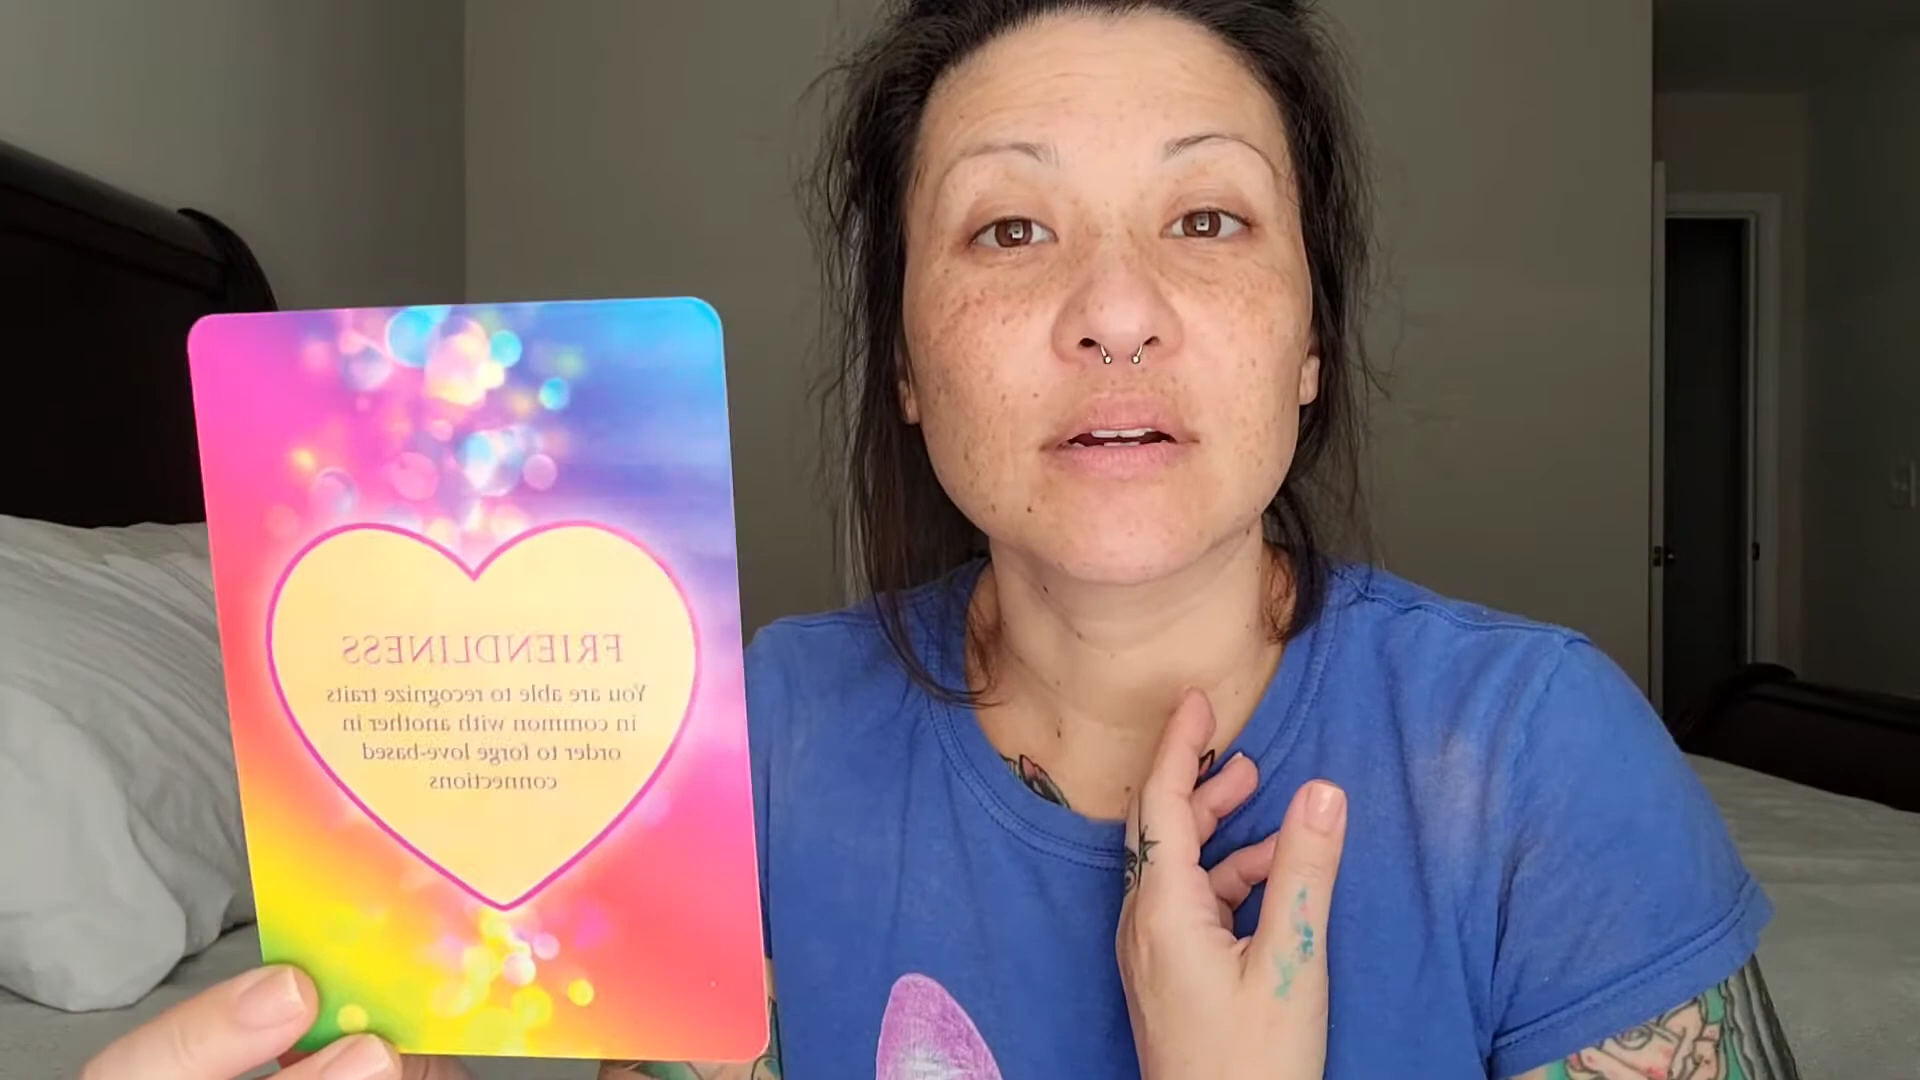 FRIENDLINESS
You are able to recognize traits
in common with another in
order to forge love-based
connections